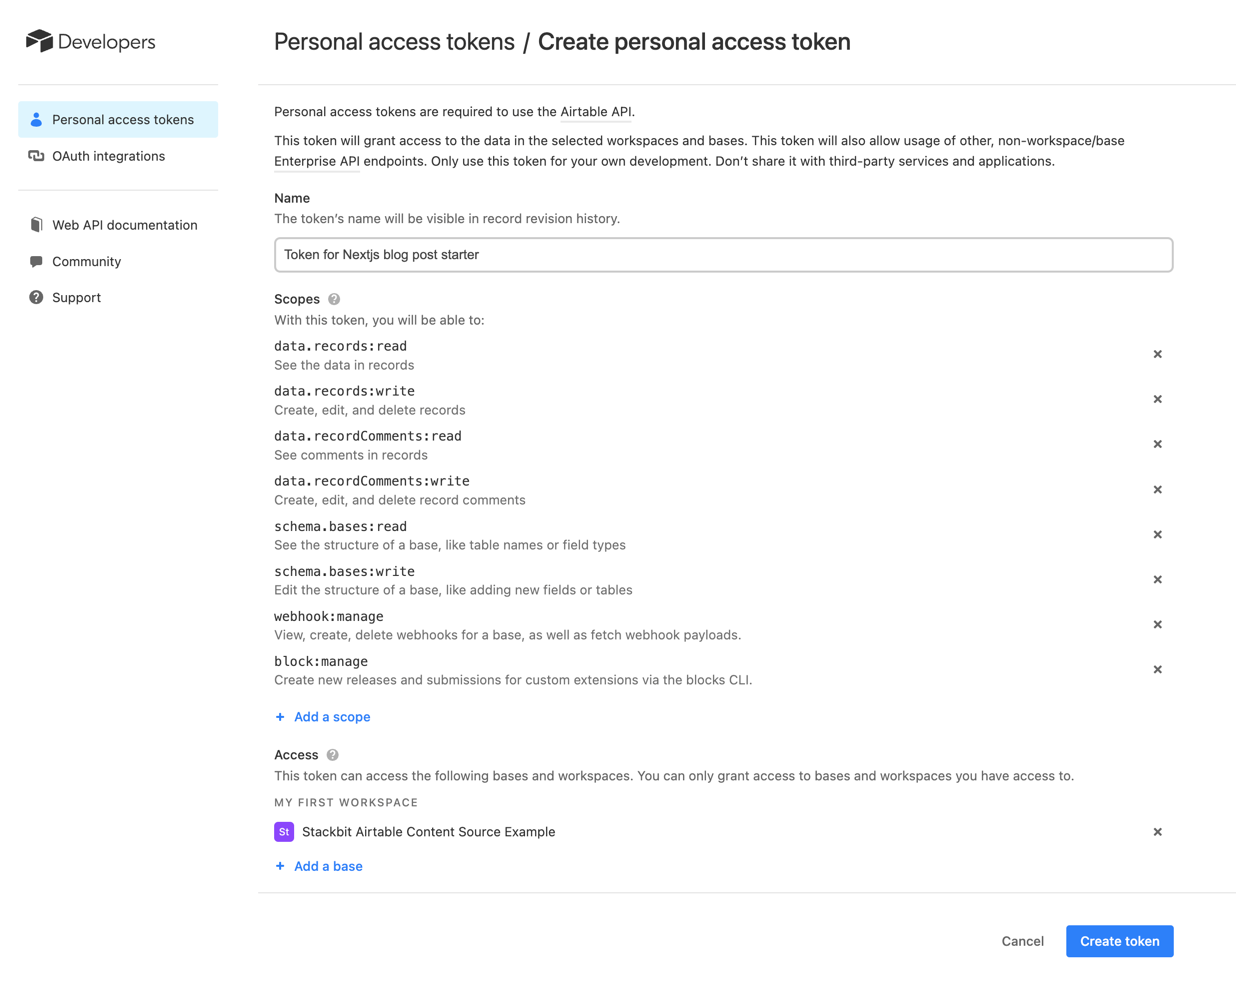 Developers
Personal access tokens / Create personal access token
Personal access tokens
OAuth integrations
Web API documentation
Community
Support
Personal access tokens are required to use the Airtable API.
This token will grant access to the data in the selected workspaces and bases. This token will also allow usage of other, non-workspace/base
Enterprise API endpoints. Only use this token for your own development. Don’t share it with third-party services and applications.
Name
The token’s name will be visible in record revision history.
Token for Nextjs blog post starter
Scopes ?
With this token, you will be able to:
data.records:read
See the data in records
data.records:write
Create, edit, and delete records
data.recordComments:read
See comments in records
data.recordComments:write
Create, edit, and delete record comments
schema.bases:read
See the structure of a base, like table names or field types
schema.bases:write
Edit the structure of a base, like adding new fields or tables
webhook:manage
View, create, delete webhooks for a base, as well as fetch webhook payloads.
block:manage
Create new releases and submissions for custom extensions via the blocks CLI.
+ Add a scope
Access ?
This token can access the following bases and workspaces. You can only grant access to bases and workspaces you have access to.
MY FIRST WORKSPACE
St Stackbit Airtable Content Source Example
+ Add a base
Cancel
Create token